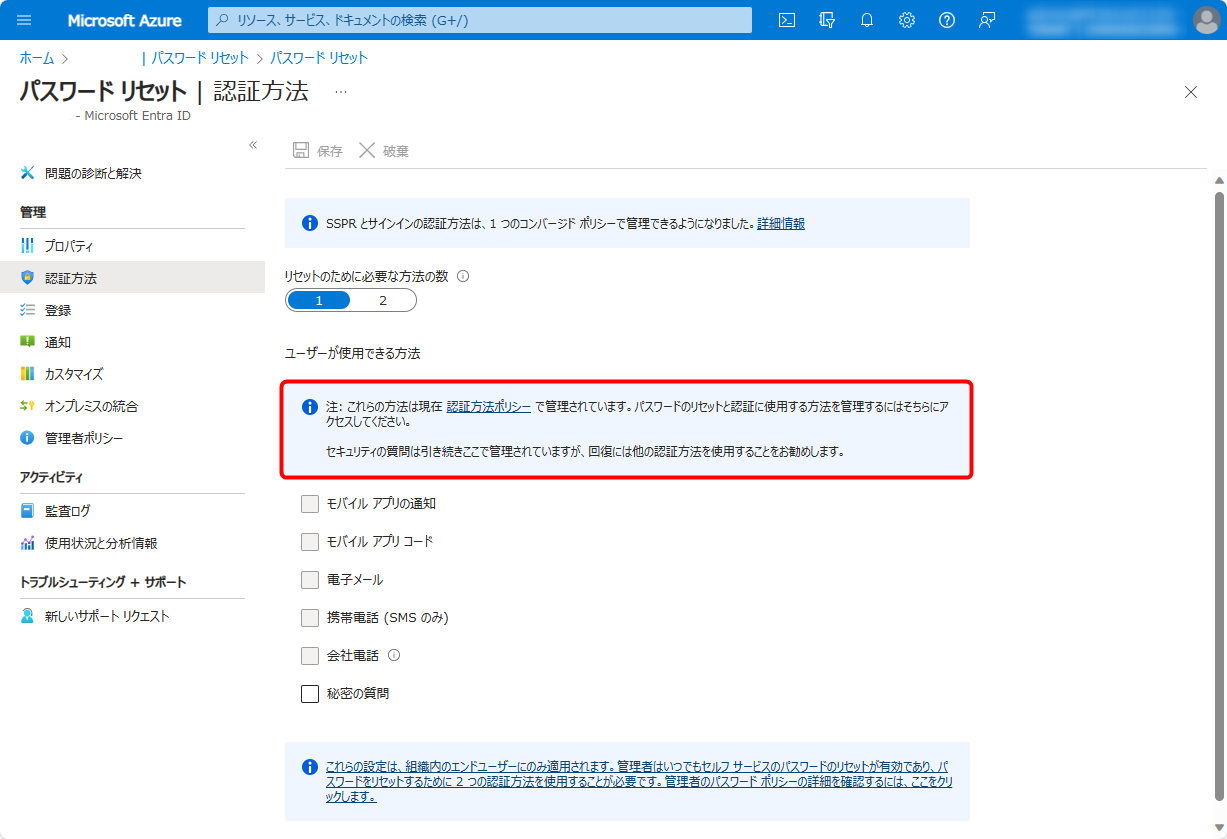 Microsoft Azure
リソース、サービス、ドキュメントの検索 (G+/)
ホーム > | パスワード リセット > パスワード リセット
パスワード リセット | 認証方法 ...
- Microsoft Entra ID
«
保存 破棄
問題の診断と解決
管理
プロパティ
認証方法
登録
通知
カスタマイズ
オンプレミスの統合
管理者ポリシー
アクティビティ
監査ログ
使用状況と分析情報
トラブルシューティング + サポート
新しいサポート リクエスト
SSPR とサインインの認証方法は、1 つのコンバージド ポリシーで管理できるようになりました。詳細情報
リセットのために必要な方法の数
1 2
ユーザーが使用できる方法
注: これらの方法は現在 認証方法ポリシー で管理されています。パスワードのリセットと認証に使用する方法を管理するにはそちらにア
クセスしてください。
セキュリティの質問は引き続きここで管理されていますが、回復には他の認証方法を使用することをお勧めします。
モバイル アプリの通知
モバイル アプリ コード
電子メール
携帯電話 (SMS のみ)
会社電話
秘密の質問
これらの設定は、組織内のエンドユーザーにのみ適用されます。管理者はいつでもセルフ サービスのパスワードのリセットが有効であり、パ
スワードをリセットするために 2 つの認証方法を使用することが必要です。管理者のパスワード ポリシーの詳細を確認するには、ここをクリ
ックします。